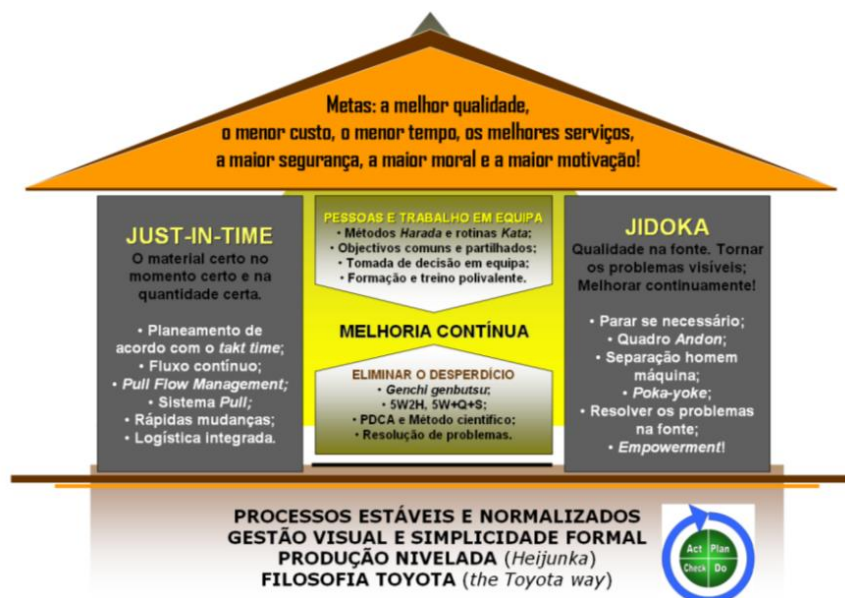 Metas: a melhor qualidade,
o menor custo, o menor tempo, os melhores serviços,
a maior segurança, a maior moral e a maior motivação!
JUST-IN-TIME
O material certo no
momento certo e na
quantidade certa.
• Planeamento de
acordo com o takt time;
• Fluxo contínuo;
• Pull Flow Management;
• Sistema Pull;
• Rápidas mudanças;
• Logística integrada.
PESSOAS E TRABALHO EM EQUIPA
• Métodos Harada e rotinas Kata;
• Objectivos comuns e partilhados;
• Tomada de decisão em equipa;
• Formação e treino polivalente.
MELHORIA CONTÍNUA
ELIMINAR O DESPERDÍCIO
• Genchi genbutsu;
• 5W2H, 5W+Q+S;
• PDCA e Método científico;
• Resolução de problemas.
JIDOKA
Qualidade na fonte. Tornar
os problemas visíveis;
Melhorar continuamente!
• Parar se necessário;
• Quadro Andon;
• Separação homem
máquina;
• Poka-yoke;
• Resolver os problemas
na fonte;
• Empowerment!
PROCESSOS ESTÁVEIS E NORMALIZADOS
GESTÃO VISUAL E SIMPLICIDADE FORMAL
PRODUÇÃO NIVELADA (Heijunka)
FILOSOFIA TOYOTA (the Toyota way)
Act Plan
Check Do